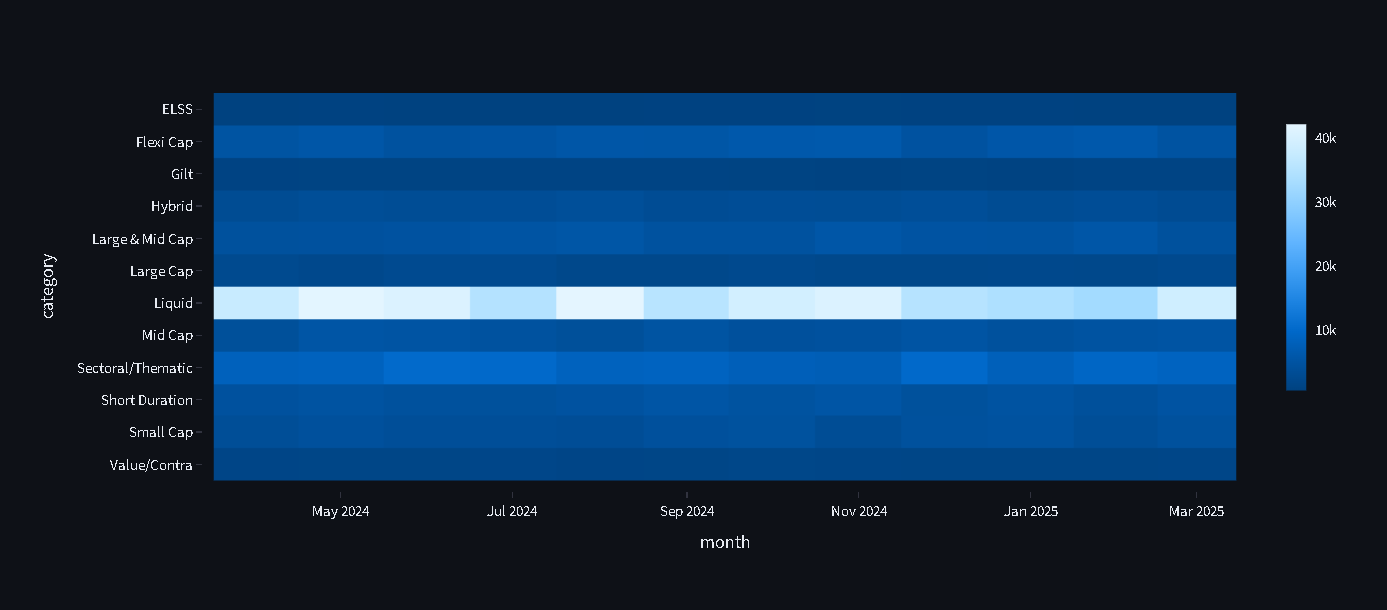 ELSS
Flexi Cap
Gilt
Hybrid
Large & Mid Cap
Large Cap
Liquid
Mid Cap
Sectoral/Thematic
Short Duration
Small Cap
Value/Contra
category
May 2024
Jul 2024
Sep 2024
Nov 2024
Jan 2025
Mar 2025
month
40k
30k
20k
10k